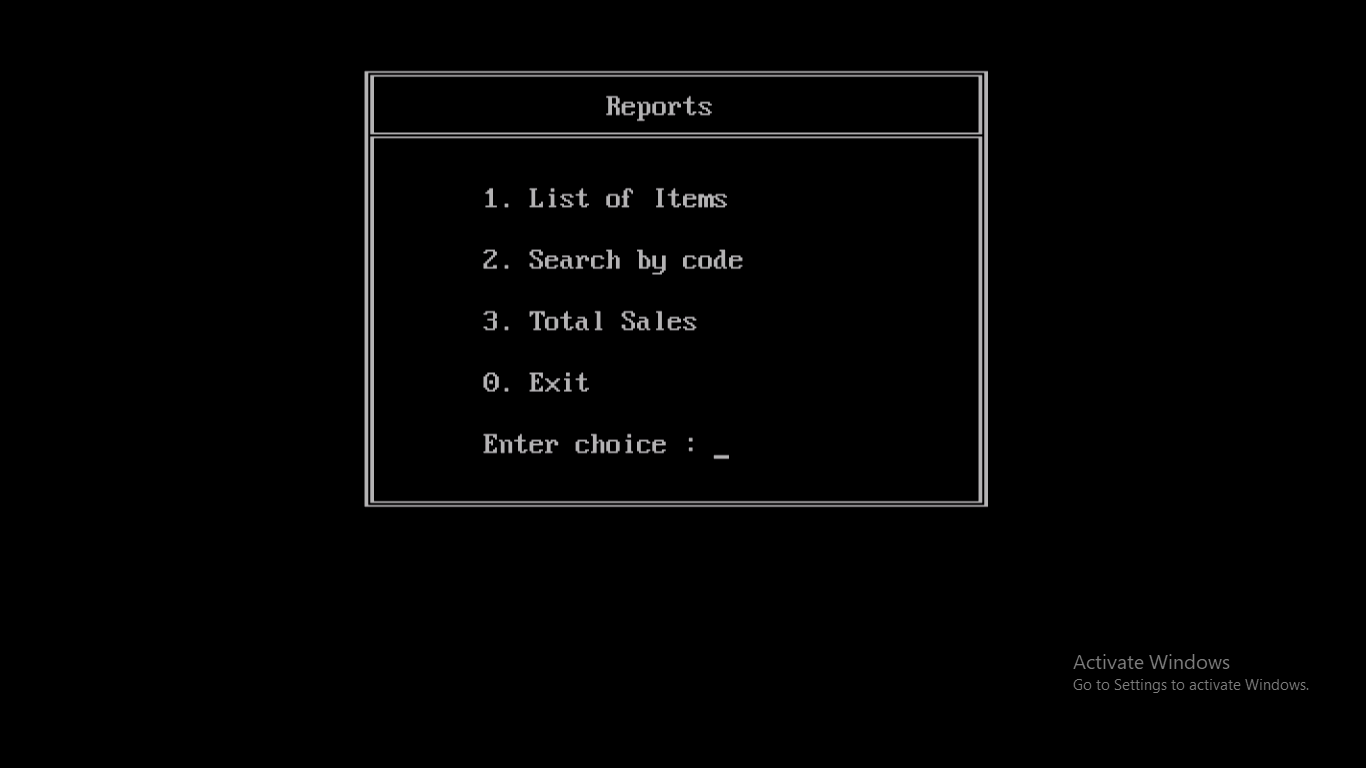 Reports
1. List of Items
2. Search by code
3. Total Sales
0. Exit
Enter choice : _
Activate Windows
Go to Settings to activate Windows.